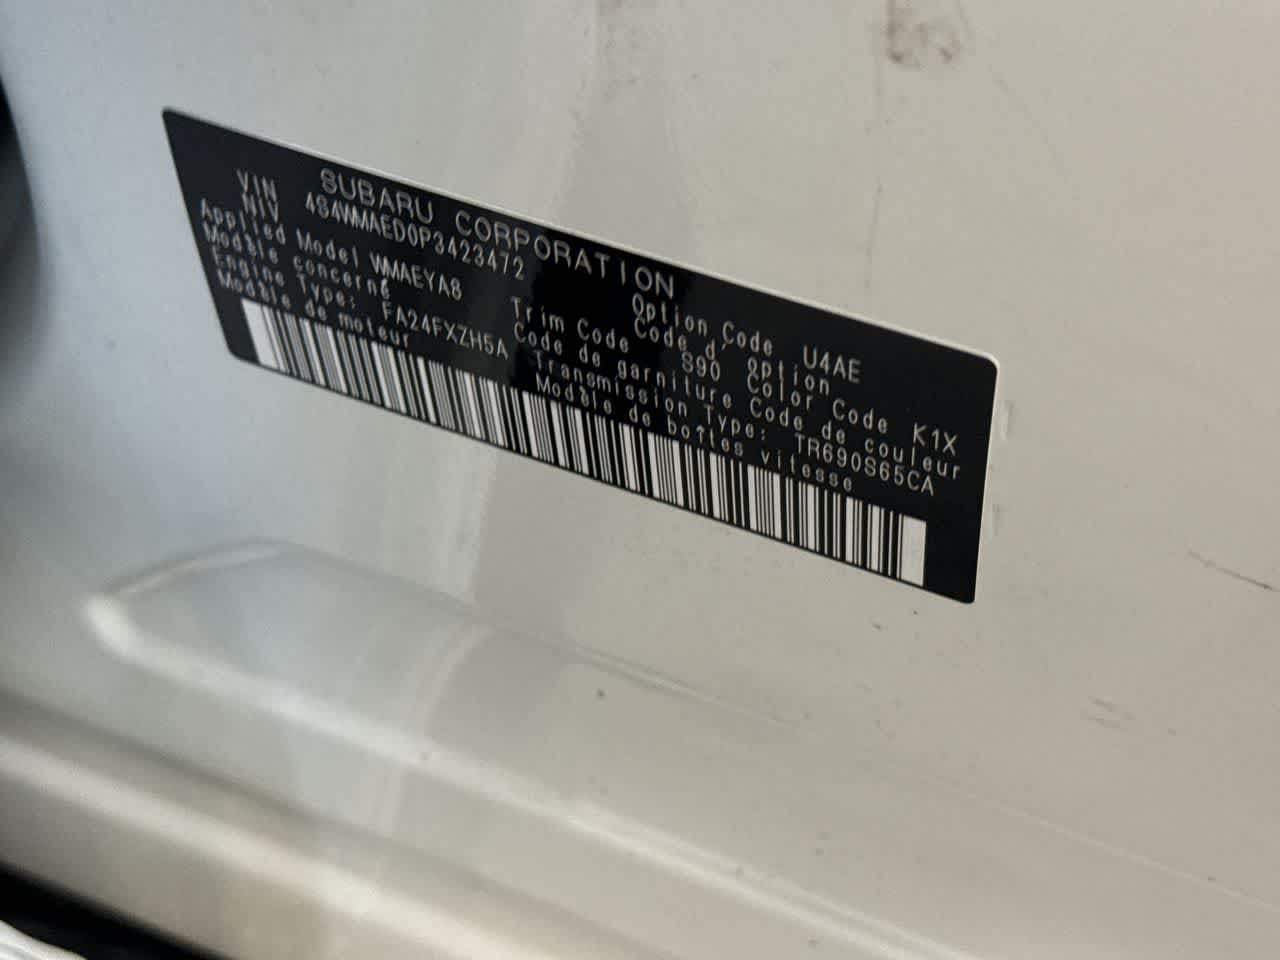 SUBARU CORPORATION
VIN
NIV 4S4WMAED0P3423472
Option Code U4AE
Code d' option
Applied Model WMAEYA8 Trim Code S90 Color Code K1X
Modèle concerné Code de garniture Code de couleur
Engine Type: FA24FXZH5A Transmission Type: TR690S65CA
Modèle de moteur Modèle de boîtes vitesse